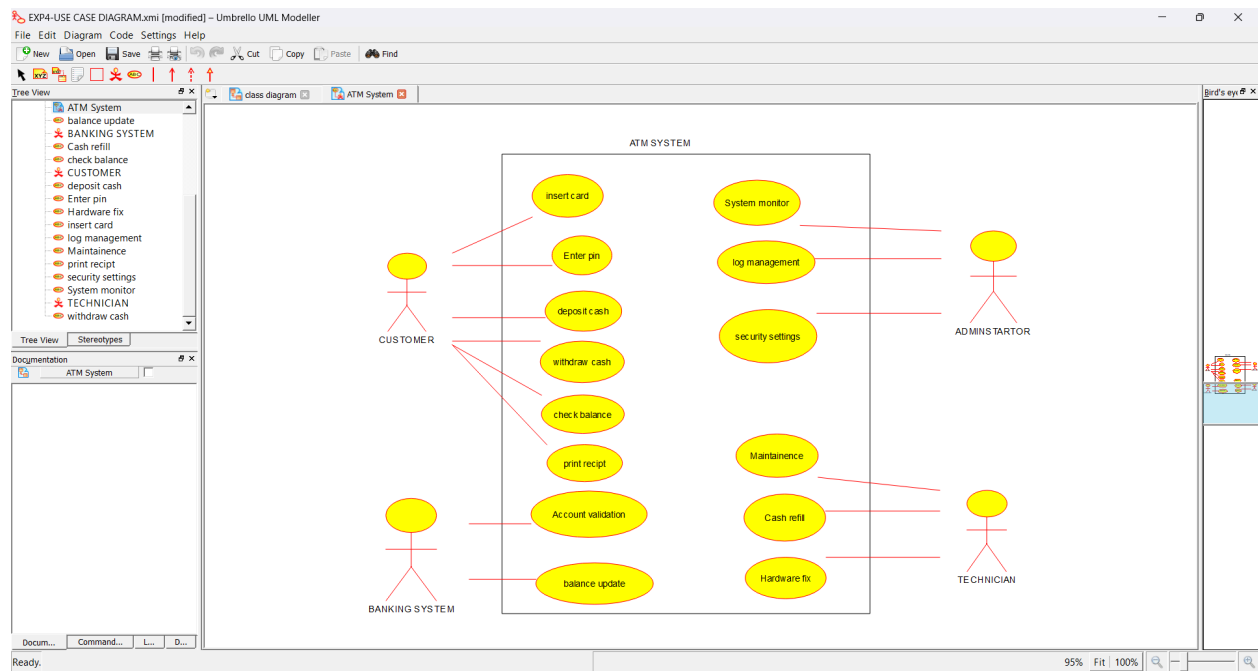 EXP4-USE CASE DIAGRAM.xmi [modified] – Umbrello UML Modeller
File Edit Diagram Code Settings Help
New Open Save Cut Copy Paste Find
XYZ ABC
Tree View
class diagram ATM System
Bird's eye
ATM System
balance update
BANKING SYSTEM
Cash refill
check balance
CUSTOMER
deposit cash
Enter pin
Hardware fix
insert card
log management
Maintainence
print recipt
security settings
System monitor
TECHNICIAN
withdraw cash
Tree View Stereotypes
Documentation
ATM System
Docum... Command... L... D...
ATM SYSTEM
insert card
System monitor
Enter pin
log management
deposit cash
ADMINSTARTOR
CUSTOMER
security settings
withdraw cash
check balance
print recipt
Maintainence
Account validation
Cash refill
balance update
Hardware fix
TECHNICIAN
BANKING SYSTEM
Ready.
95% Fit 100%